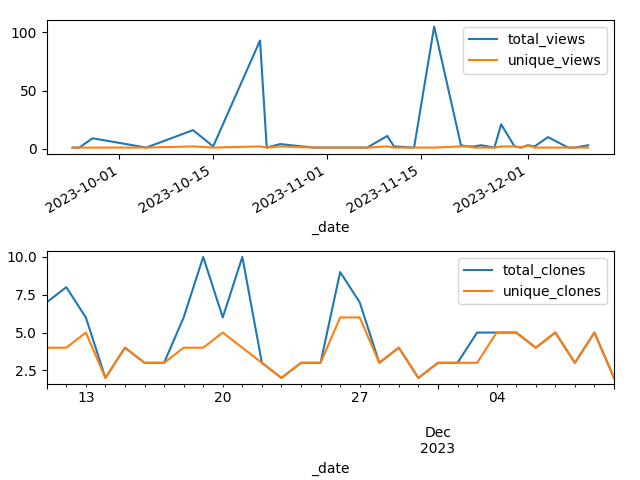 100
50
0
total_views
unique_views
2023-10-01
2023-10-15
2023-11-01
2023-11-15
2023-12-01
_date
10.0
7.5
5.0
2.5
total_clones
unique_clones
13
20
27
04
Dec
2023
_date